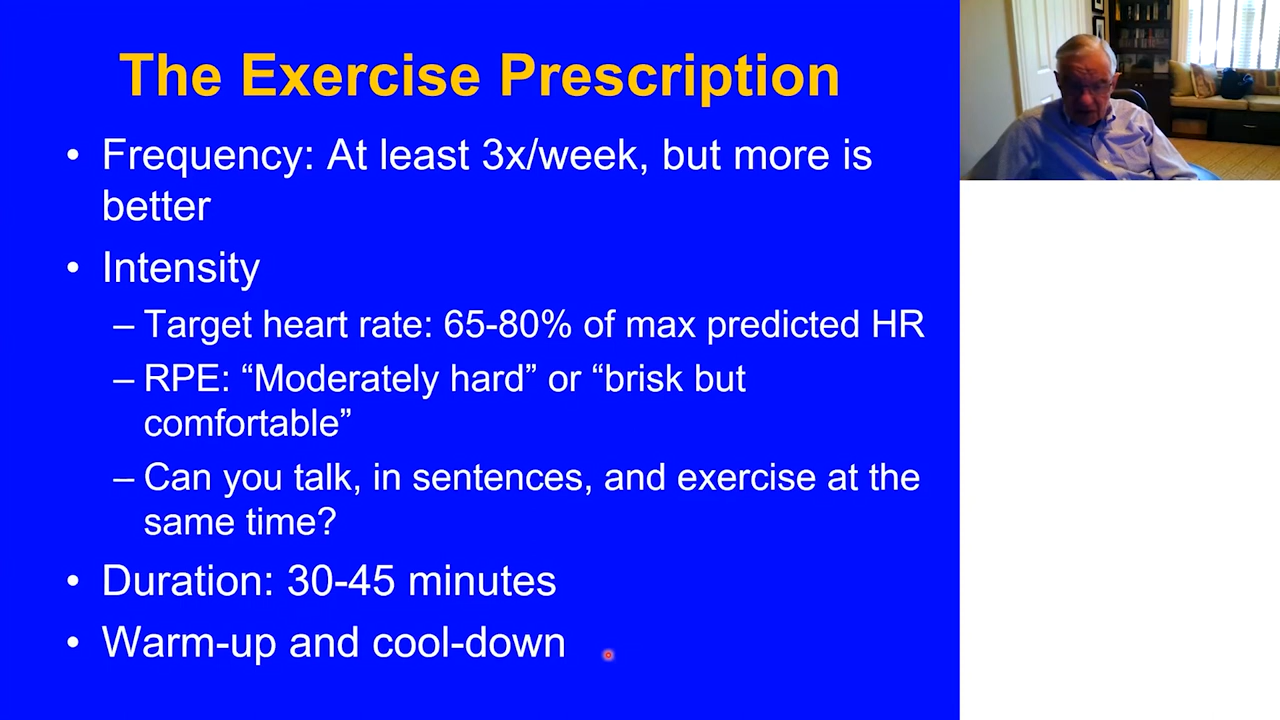 The Exercise Prescription
• Frequency: At least 3x/week, but more is
better
• Intensity
– Target heart rate: 65-80% of max predicted HR
– RPE: “Moderately hard” or “brisk but
comfortable”
– Can you talk, in sentences, and exercise at the
same time?
• Duration: 30-45 minutes
• Warm-up and cool-down